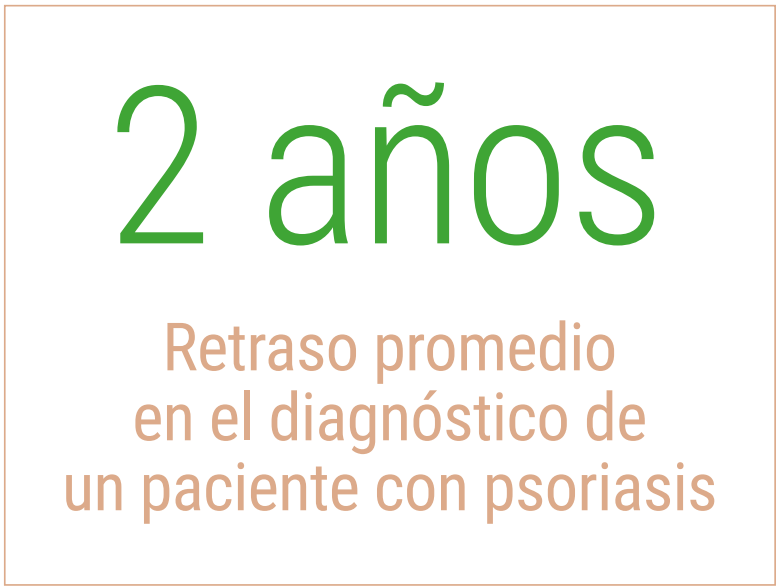 2 años
Retraso promedio
en el diagnóstico de
un paciente con psoriasis